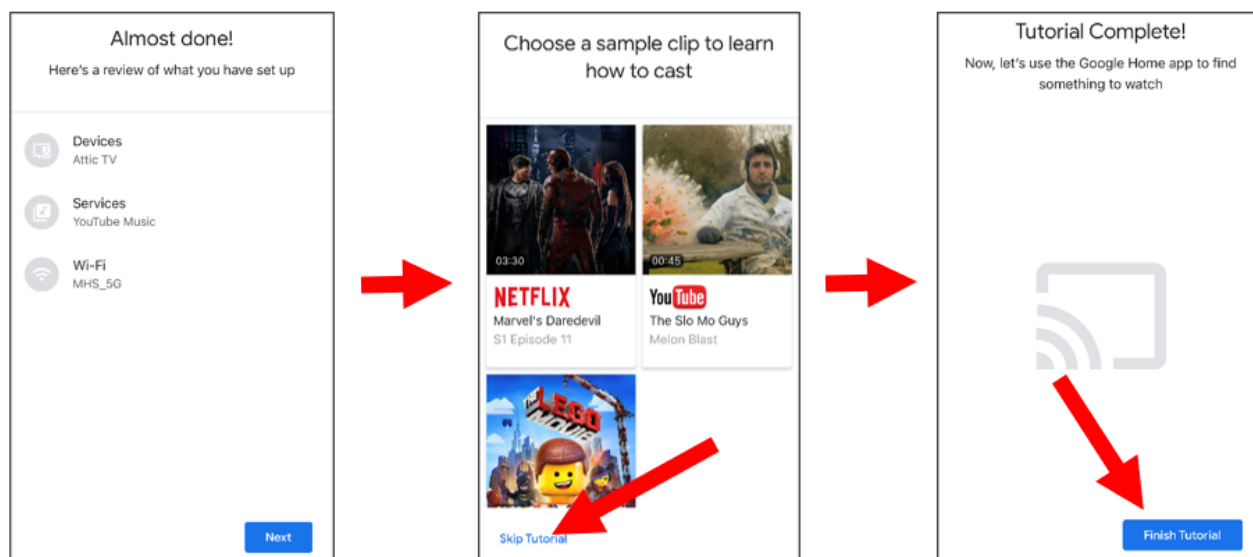 Almost done!
Here's a review of what you have set up
Devices
Attic TV
Services
YouTube Music
Wi-Fi
MHS_5G
Next
Choose a sample clip to learn
how to cast
03:30
NETFLIX
Marvel's Daredevil
S1 Episode 11
00:45
YouTube
The Slo Mo Guys
Melon Blast
THE
LEGO
MOVIE
Skip Tutorial
Tutorial Complete!
Now, let's use the Google Home app to find
something to watch
Finish Tutorial